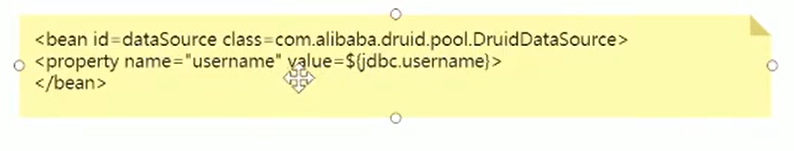 <bean id=dataSource class=com.alibaba.druid.pool.DruidDataSource>
<property name="username" value=${jdbc.username}>
</bean>